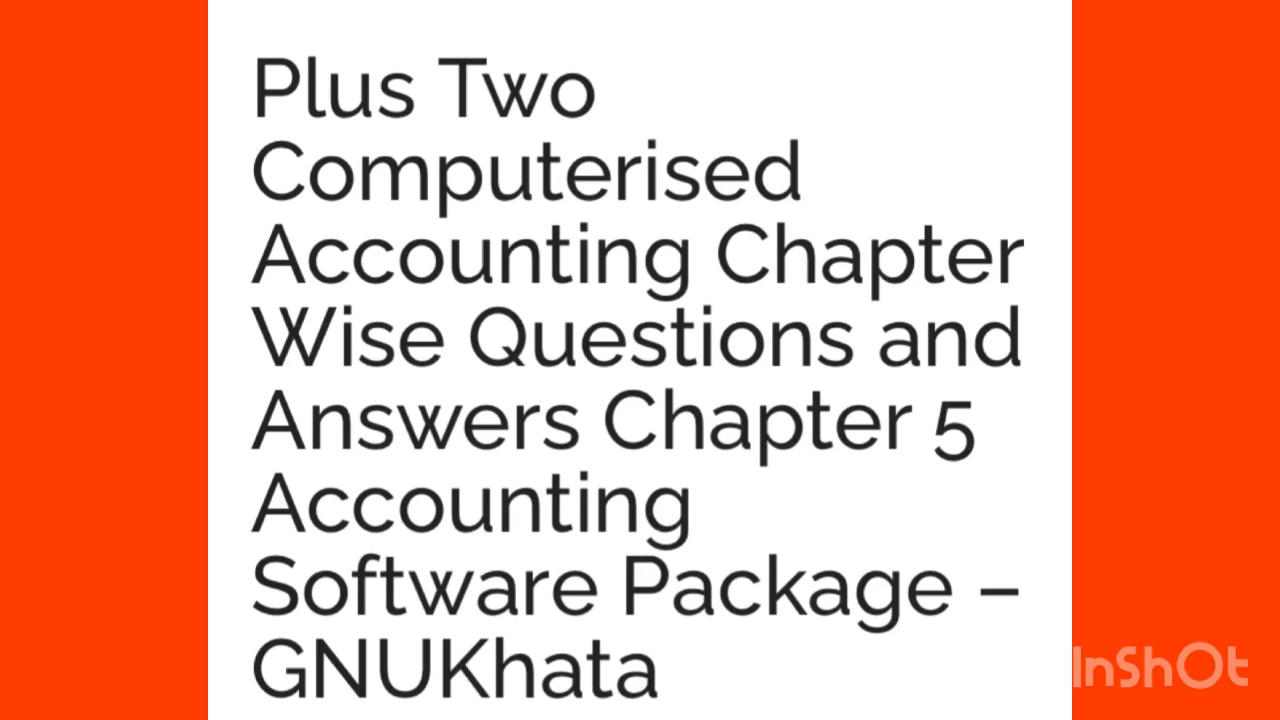 Plus Two
Computerised
Accounting Chapter
Wise Questions and
Answers Chapter 5
Accounting
Software Package –
GNUKhata
InShOt